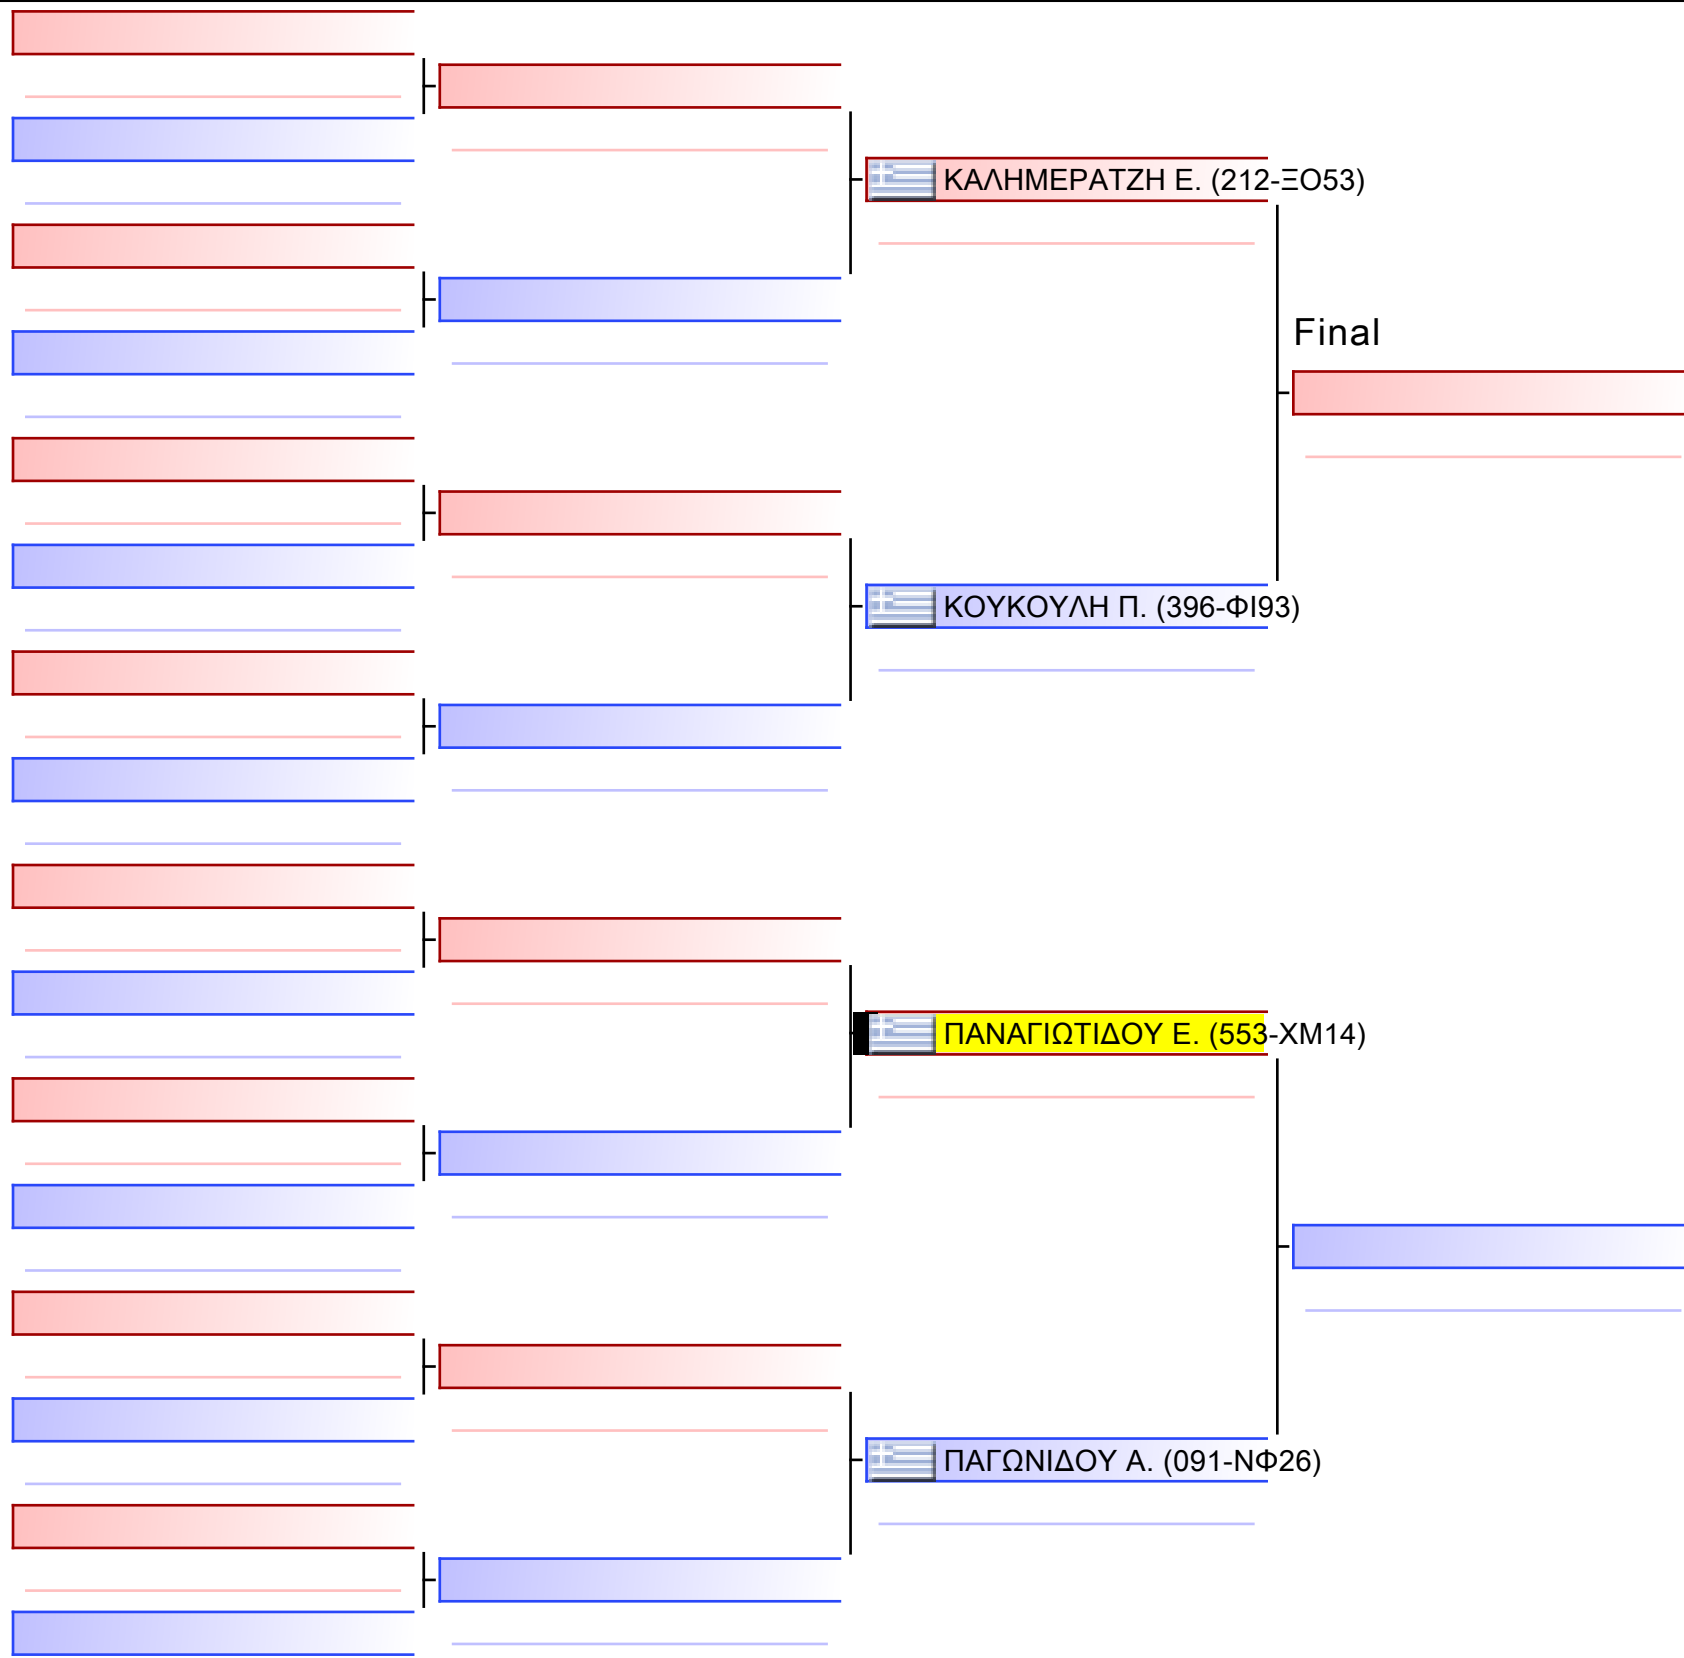 ΚΑΛΗΜΕΡΑΤΖΗ Ε. (212-ΞΟ53)
Final
ΚΟΥΚΟΥΛΗ Π. (396-ΦΙ93)
ΠΑΝΑΓΙΩΤΙΔΟΥ Ε. (553-ΧΜ14)
ΠΑΓΩΝΙΔΟΥ Α. (091-ΝΦ26)